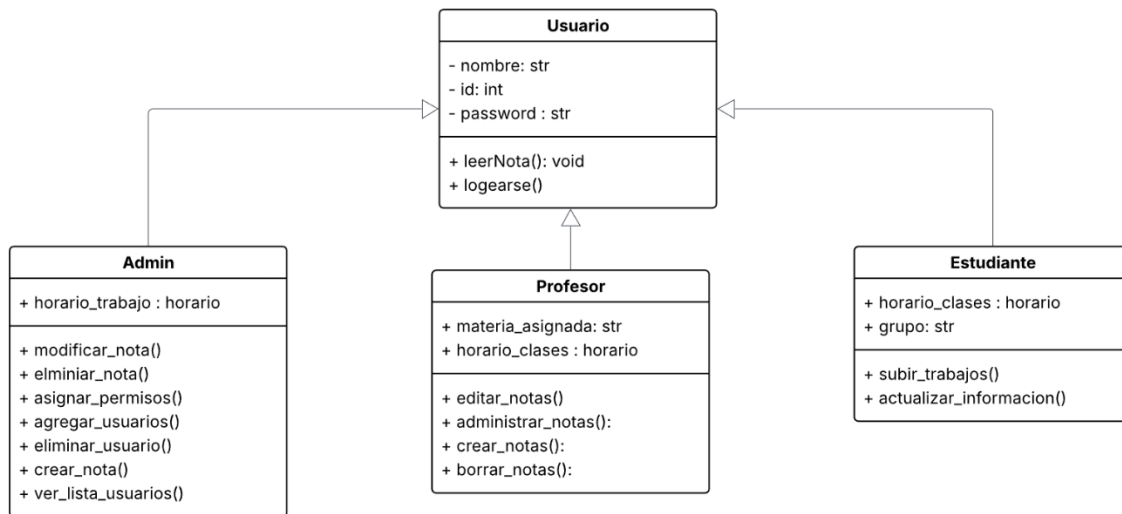 Usuario
- nombre: str
- id: int
- password : str
+ leerNota(): void
+ logearse()
Admin
+ horario_trabajo : horario
+ modificar_nota()
+ elminiar_nota()
+ asignar_permisos()
+ agregar_usuarios()
+ eliminar_usuario()
+ crear_nota()
+ ver_lista_usuarios()
Profesor
+ materia_asignada: str
+ horario_clases : horario
+ editar_notas()
+ administrar_notas():
+ crear_notas():
+ borrar_notas():
Estudiante
+ horario_clases : horario
+ grupo: str
+ subir_trabajos()
+ actualizar_informacion()